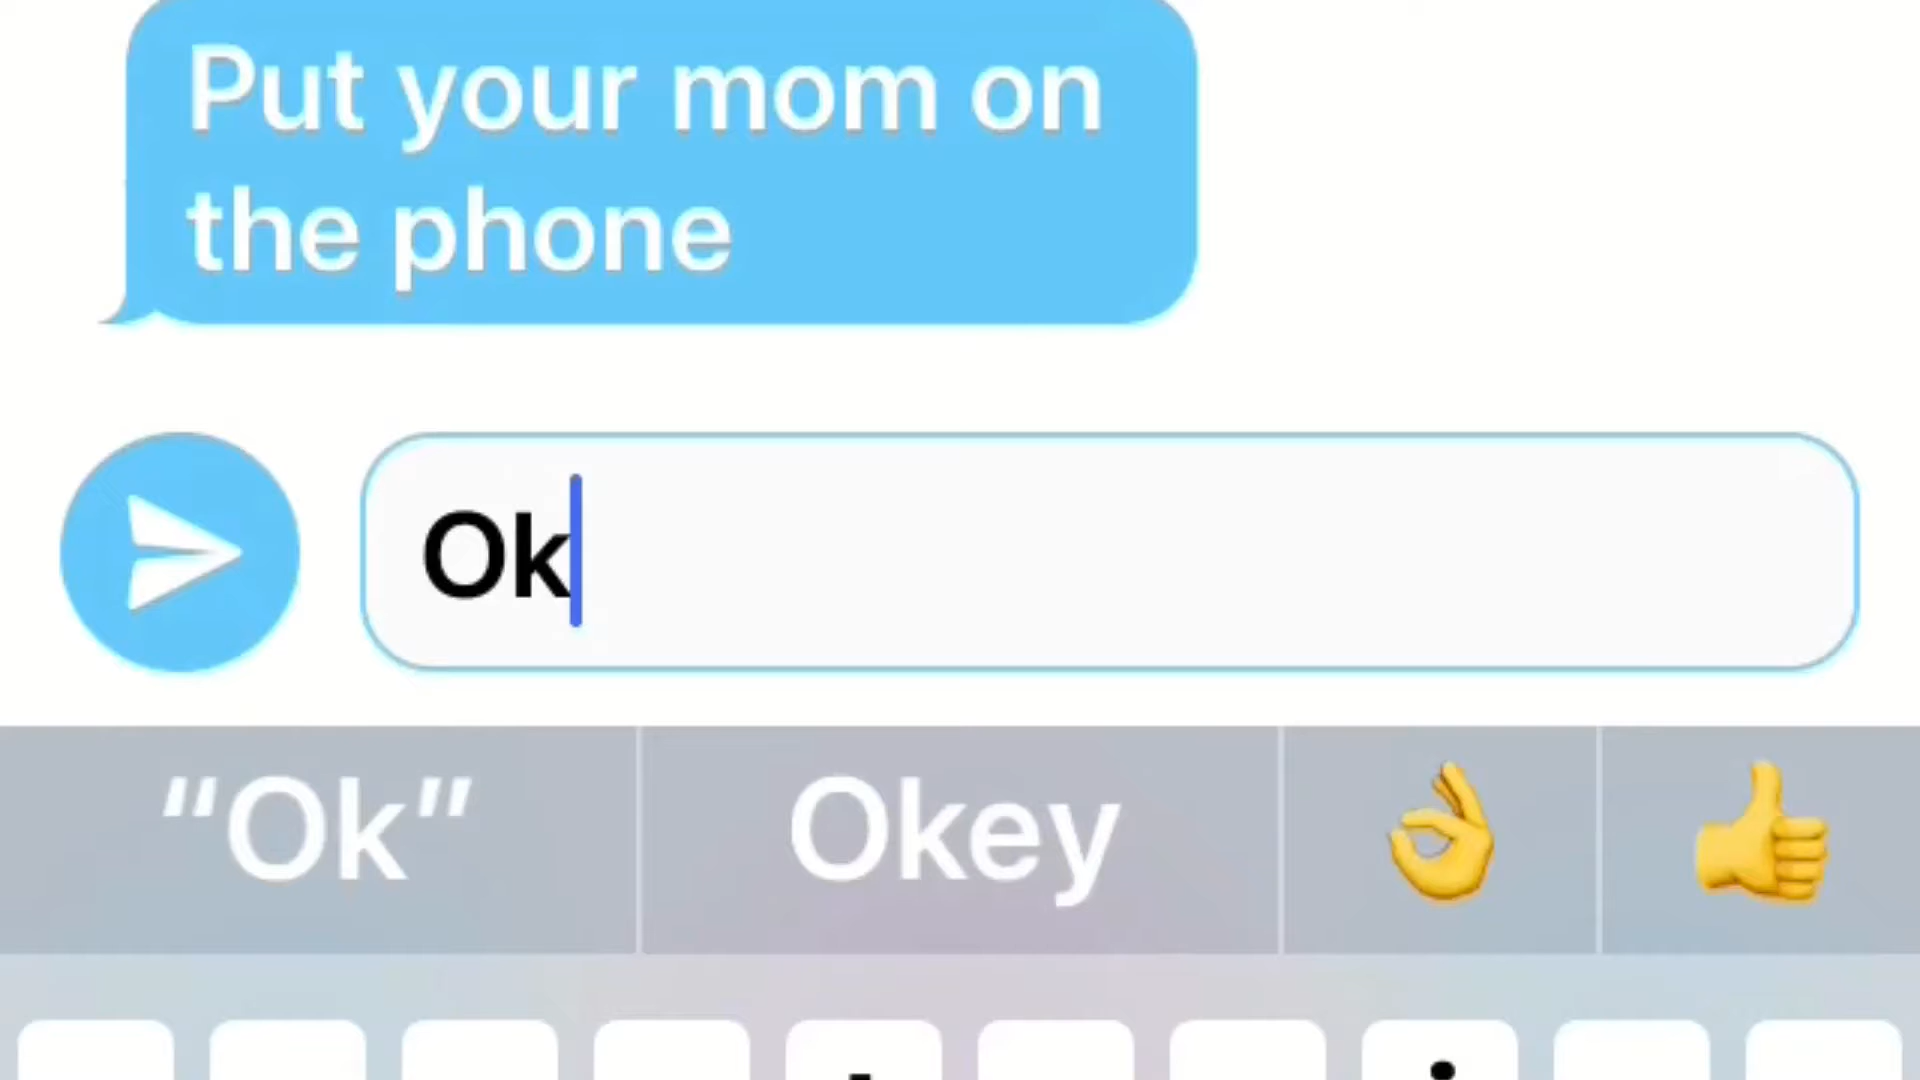 Put your mom on
the phone
Ok
“Ok” Okey 👌 👍